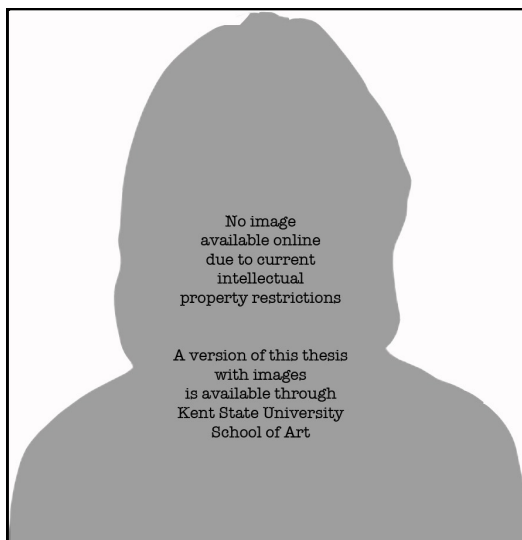 No image
available online
due to current
intellectual
property restrictions
A version of this thesis
with images
is available through
Kent State University
School of Art